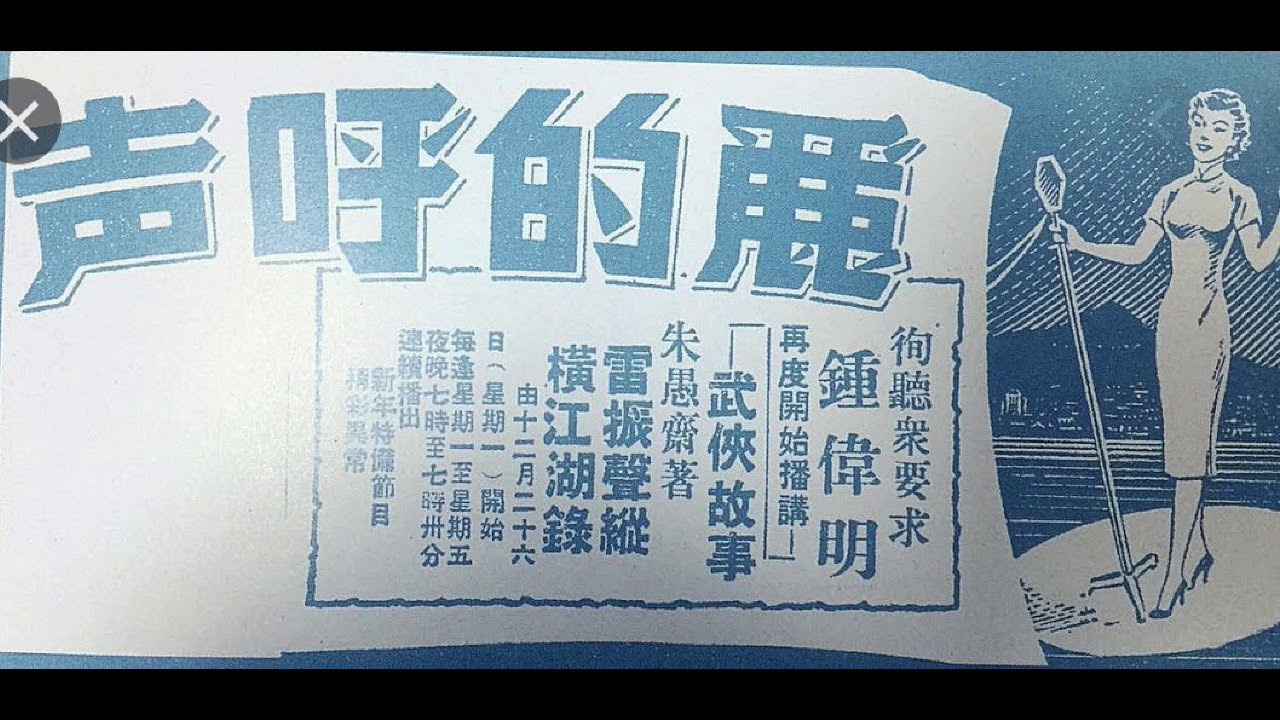 麗的呼声
徇聽衆要求
鍾偉明
再度開始播講
「武俠故事」
朱愚齋著
雷振聲縱
橫江湖錄
由十二月二十六
日(星期一)開始
每逢星期一至星期五
夜晚七時至七時卅分
連續播出
新年特備節目
精彩異常